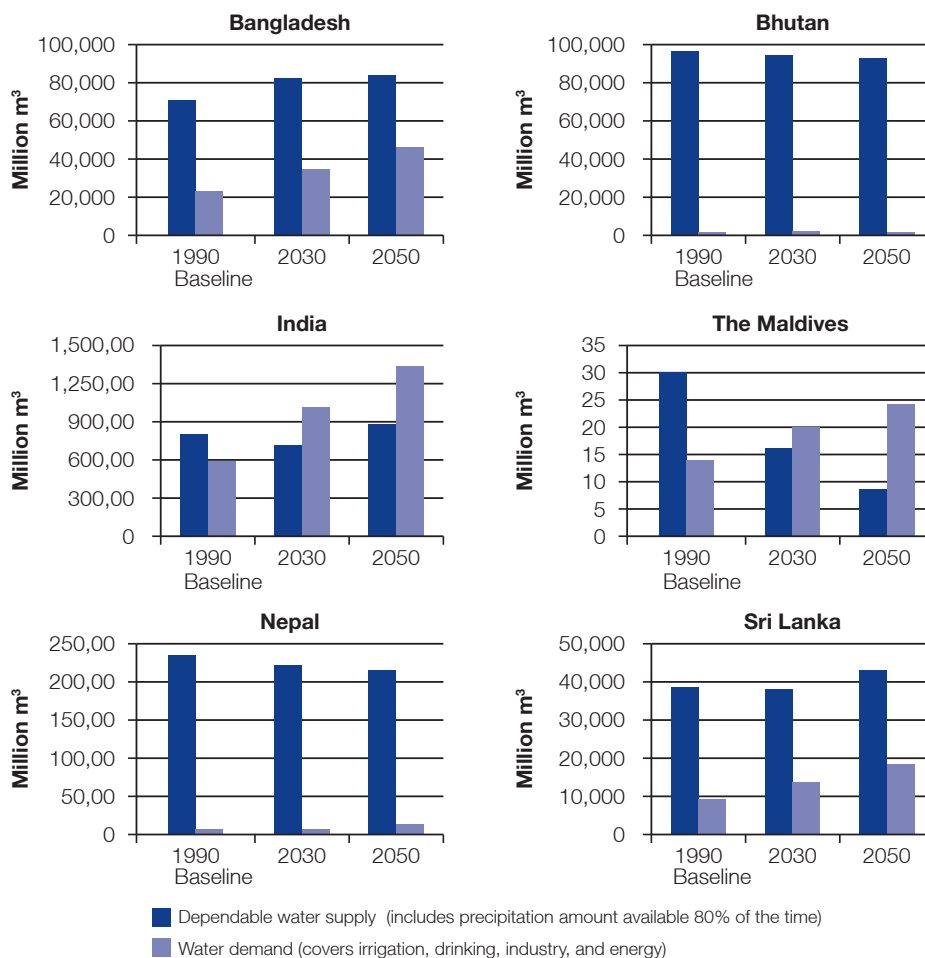 Bangladesh
Million m³
100,000
80,000
60,000
40,000
20,000
0
1990 2030 2050
Baseline
Bhutan
Million m³
100,000
80,000
60,000
40,000
20,000
0
1990 2030 2050
Baseline
India
Million m³
1,500,00
1,250,00
900,00
600,00
300,00
0
1990 2030 2050
Baseline
The Maldives
Million m³
35
30
25
20
15
10
5
0
1990 2030 2050
Baseline
Nepal
Million m³
250,00
200,00
150,00
100,00
50,00
0
1990 2030 2050
Baseline
Sri Lanka
Million m³
50,000
40,000
30,000
20,000
10,000
0
1990 2030 2050
Baseline
Dependable water supply (includes precipitation amount available 80% of the time)
Water demand (covers irrigation, drinking, industry, and energy)